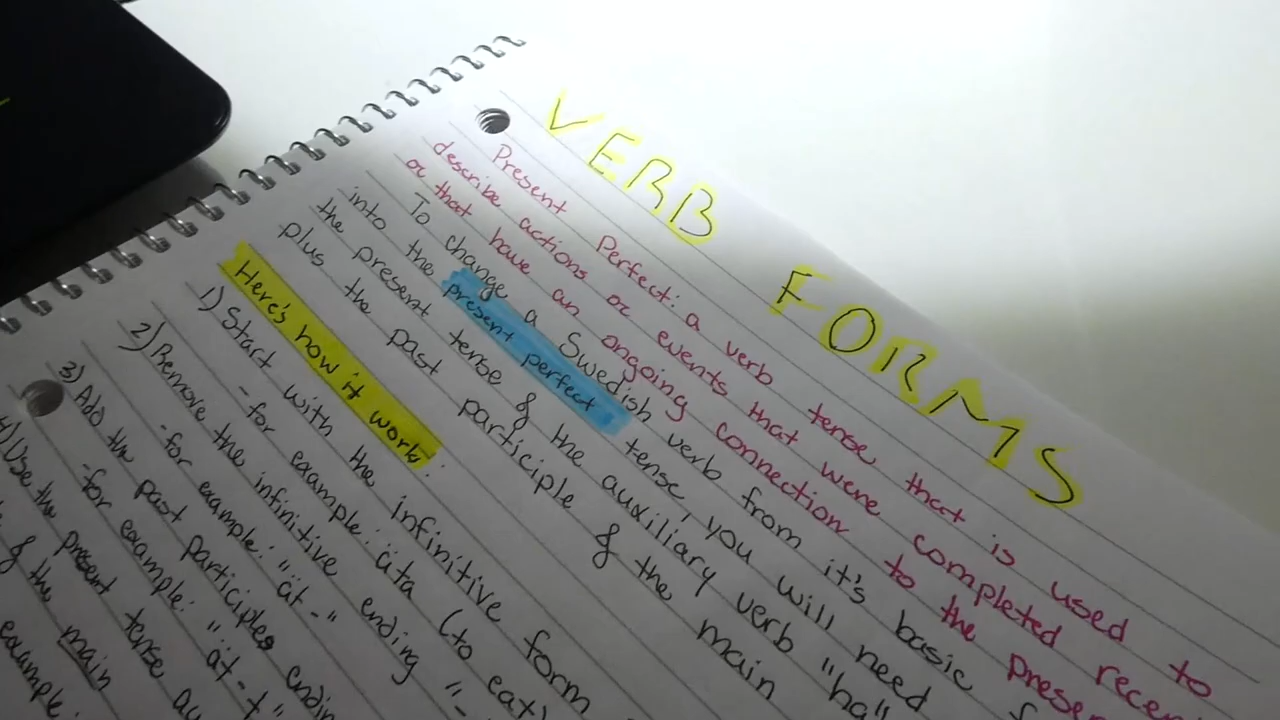 VERB FORMS
Present Perfect: a verb tense that is used to
describe actions or events that were completed
or that have an ongoing connection to the
To change a Swedish verb from it's basic
into the present perfect tense, you will need
the present tense & the auxiliary verb "ha"
plus the past participle & the main
Here's how it works:
1) Start with the infinitive form
- for example: äta (to eat)
2) Remove the infinitive ending "-
- for example: "ät-"
3) Add the past participle
- for example: "ät-t
4) Use the present tense
& the main
example: